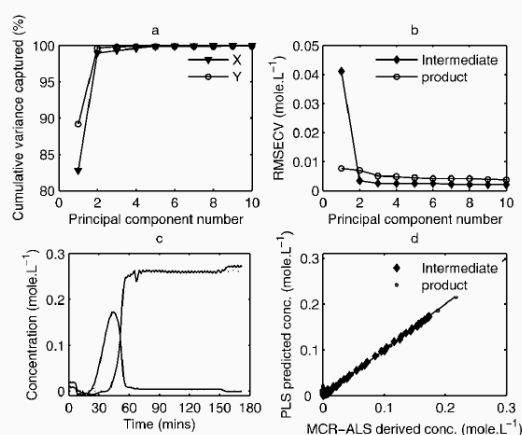 a
Cumulative variance captured (%)
100
95
90
85
80
X
Y
0 2 4 6 8 10
Principal component number
b
RMSECV (mole.L⁻¹)
0.05
0.04
0.03
0.02
0.01
0
Intermediate
product
0 2 4 6 8 10
Principal component number
c
Concentration (mole.L⁻¹)
0.3
0.2
0.1
0
0 30 60 90 120 150 180
Time (mins)
d
PLS predicted conc. (mole.L⁻¹)
0.3
0.2
0.1
0
Intermediate
product
0 0.1 0.2 0.3
MCR−ALS derived conc. (mole.L⁻¹)